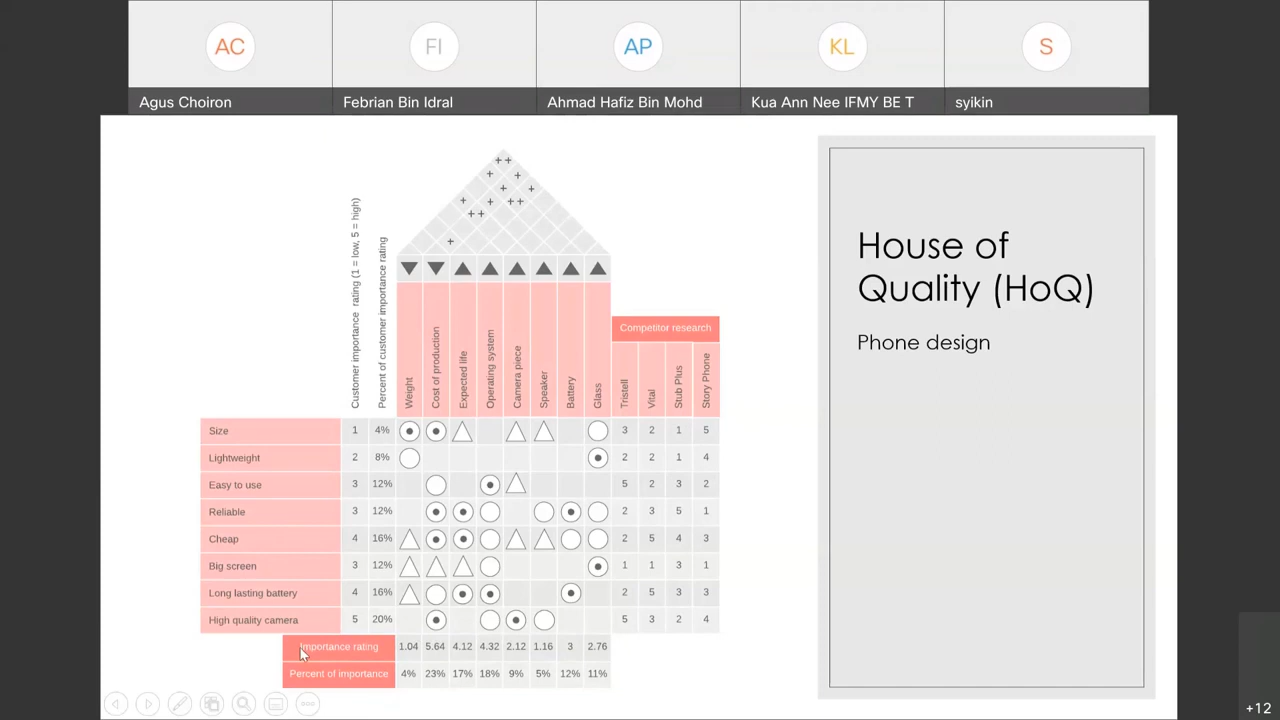 AC
FI
AP
KL
S
Agus Choiron
Febrian Bin Idral
Ahmad Hafiz Bin Mohd
Kua Ann Nee IFMY BE T
syikin
++
+ +
+ +
+ + ++
++
+
Customer importance rating (1 = low, 5 = high)
Percent of customer importance rating
Weight
Cost of production
Expected life
Operating system
Camera piece
Speaker
Battery
Glass
Competitor research
Tristell
Vital
Stub Plus
Story Phone
Size 1 4% 3 2 1 5
Lightweight 2 8% 2 2 1 4
Easy to use 3 12% 5 2 3 2
Reliable 3 12% 2 3 5 1
Cheap 4 16% 2 5 4 3
Big screen 3 12% 1 1 3 1
Long lasting battery 4 16% 2 5 3 3
High quality camera 5 20% 5 3 2 4
Importance rating 1.04 5.64 4.12 4.32 2.12 1.16 3 2.76
Percent of importance 4% 23% 17% 18% 9% 5% 12% 11%
House of
Quality (HoQ)
Phone design
+12